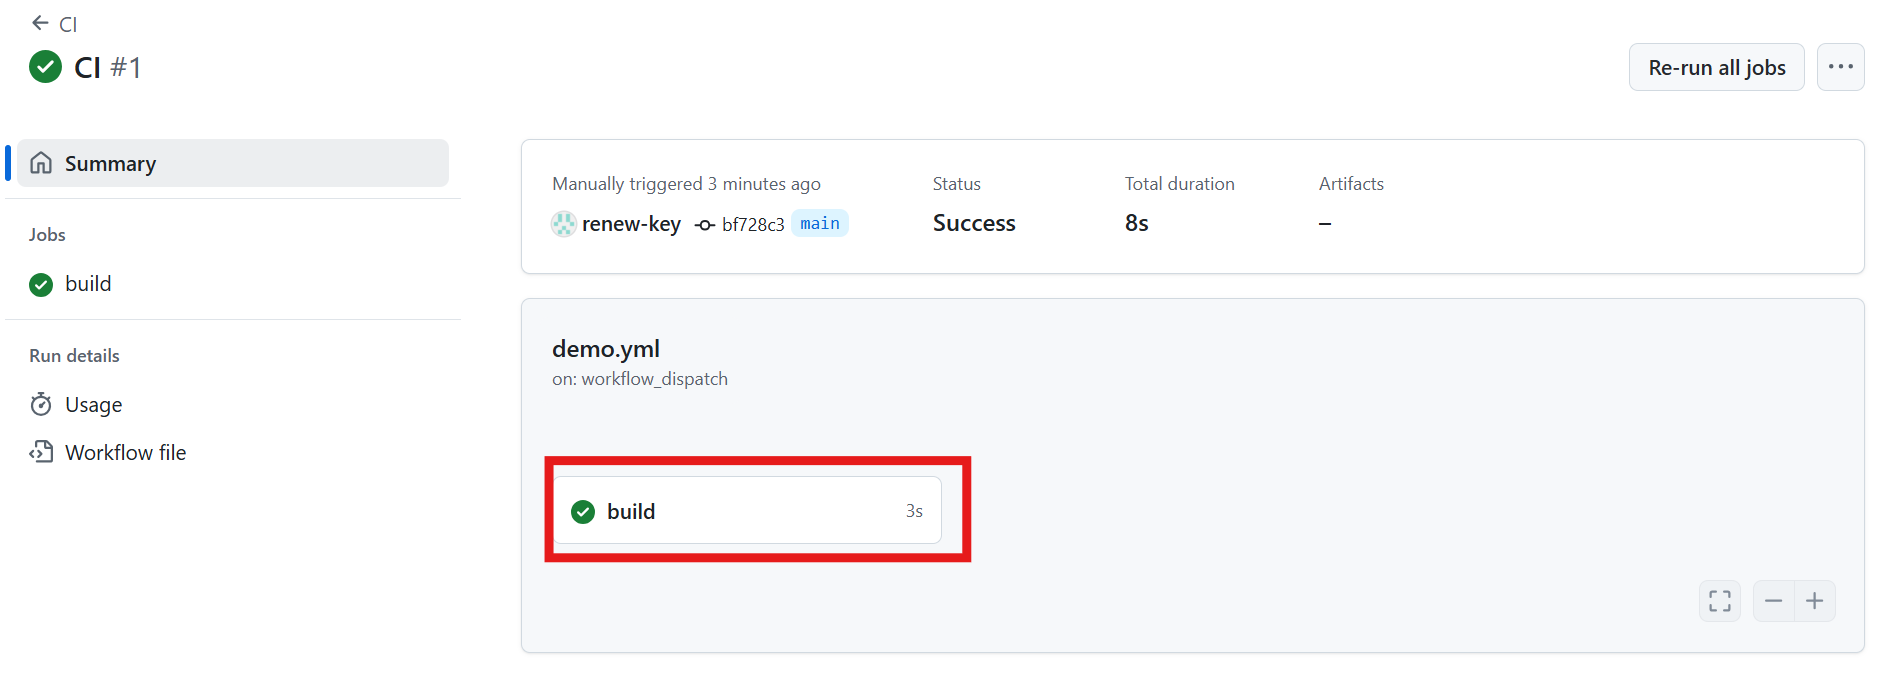 CI
CI #1
Re-run all jobs
Summary
Jobs
build
Run details
Usage
Workflow file
Manually triggered 3 minutes ago
renew-key bf728c3 main
Status
Success
Total duration
8s
Artifacts
–
demo.yml
on: workflow_dispatch
build 3s